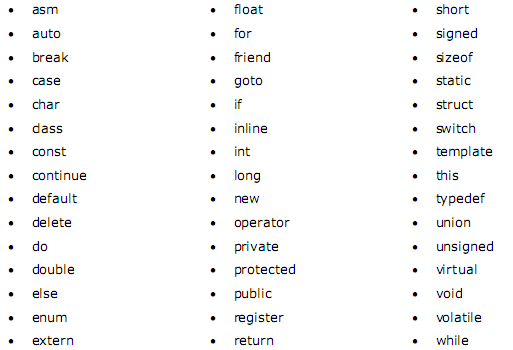 • asm
• auto
• break
• case
• char
• class
• const
• continue
• default
• delete
• do
• double
• else
• enum
• extern
• float
• for
• friend
• goto
• if
• inline
• int
• long
• new
• operator
• private
• protected
• public
• register
• return
• short
• signed
• sizeof
• static
• struct
• switch
• template
• this
• typedef
• union
• unsigned
• virtual
• void
• volatile
• while